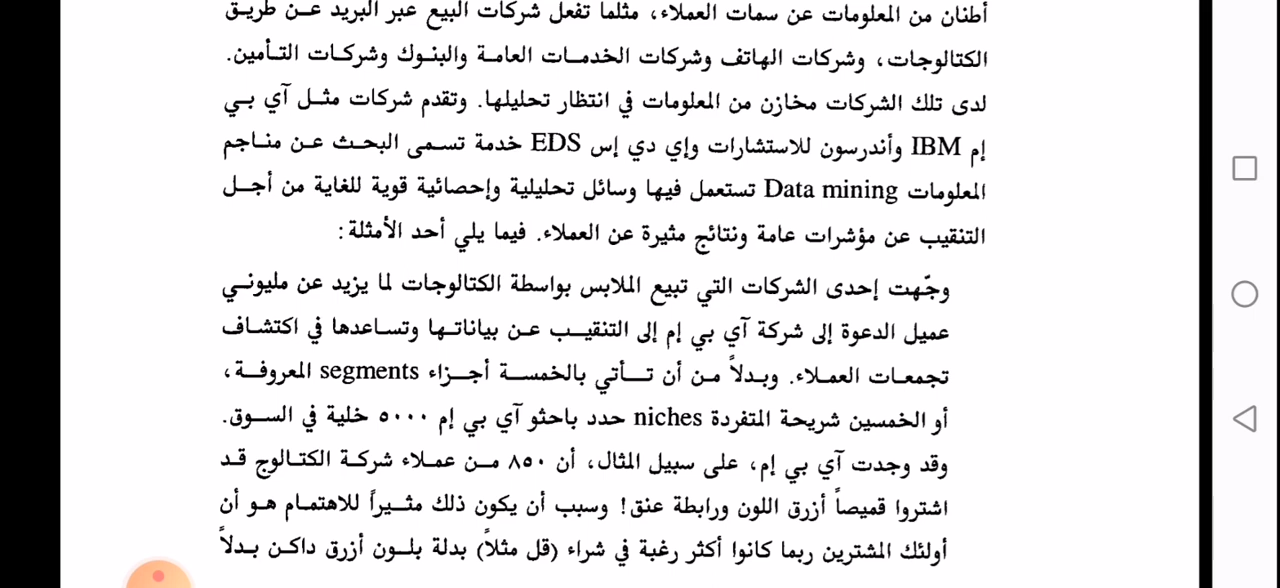 أطنان من المعلومات عن سمات العملاء، مثلما تفعل شركات البيع عبر البريد عن طريق
الكتالوجات، وشركات الهاتف وشركات الخدمات العامة والبنوك وشركات التأمين.
لدى تلك الشركات مخازن من المعلومات في انتظار تحليلها. وتقدم شركات مثل آي بي
إم IBM وأندرسون للاستشارات وإي دي إس EDS خدمة تسمى البحث عن مناجم
المعلومات Data mining تستعمل فيها وسائل تحليلية وإحصائية قوية للغاية من أجل
التنقيب عن مؤشرات عامة ونتائج مثيرة عن العملاء. فيما يلي أحد الأمثلة:
وجّهت إحدى الشركات التي تبيع الملابس بواسطة الكتالوجات لما يزيد عن مليوني
عميل الدعوة إلى شركة آي بي إم إلى التنقيب عن بياناتها وتساعدها في اكتشاف
تجمعات العملاء. وبدلاً من أن تأتي بالخمسة أجزاء segments المعروفة،
أو الخمسين شريحة المتفردة niches حدد باحثو آي بي إم ٥٠٠٠ خلية في السوق.
وقد وجدت آي بي إم، على سبيل المثال، أن ٨٥٠ من عملاء شركة الكتالوج قد
اشتروا قميصاً أزرق اللون ورابطة عنق! وسبب أن يكون ذلك مثيراً للاهتمام هو أن
أولئك المشترين ربما كانوا أكثر رغبة في شراء (قل مثلاً) بدلة بلون أزرق داكن بدلاً